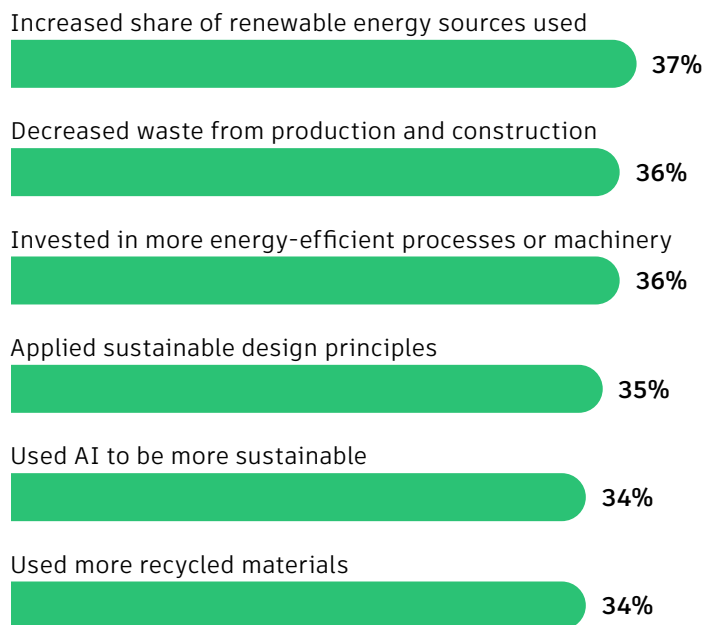 Increased share of renewable energy sources used
37%
Decreased waste from production and construction
36%
Invested in more energy-efficient processes or machinery
36%
Applied sustainable design principles
35%
Used AI to be more sustainable
34%
Used more recycled materials
34%